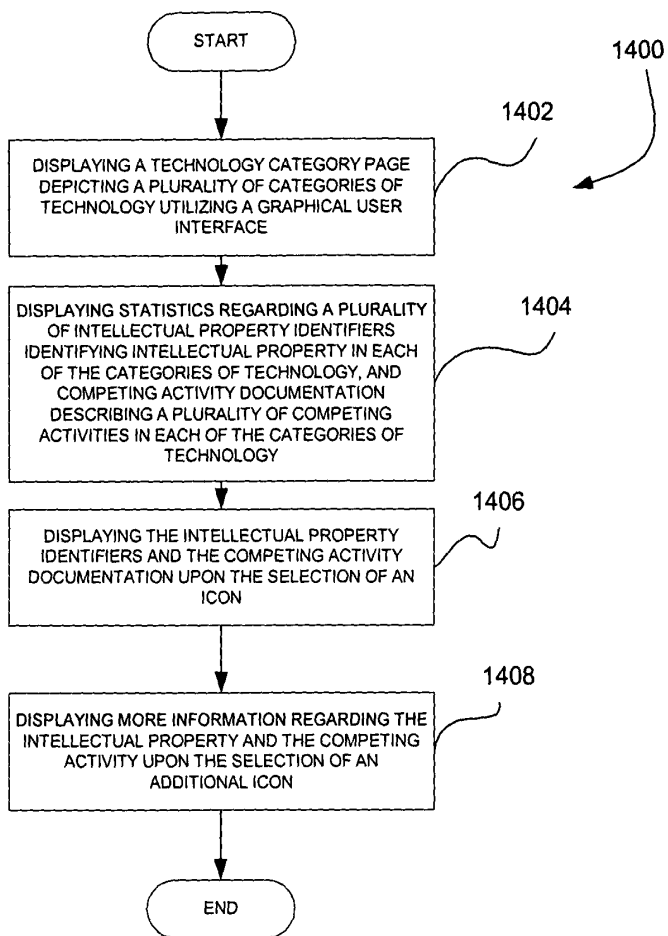 START
1400
1402
DISPLAYING A TECHNOLOGY CATEGORY PAGE
DEPICTING A PLURALITY OF CATEGORIES OF
TECHNOLOGY UTILIZING A GRAPHICAL USER
INTERFACE
1404
DISPLAYING STATISTICS REGARDING A PLURALITY
OF INTELLECTUAL PROPERTY IDENTIFIERS
IDENTIFYING INTELLECTUAL PROPERTY IN EACH
OF THE CATEGORIES OF TECHNOLOGY, AND
COMPETING ACTIVITY DOCUMENTATION
DESCRIBING A PLURALITY OF COMPETING
ACTIVITIES IN EACH OF THE CATEGORIES OF
TECHNOLOGY
1406
DISPLAYING THE INTELLECTUAL PROPERTY
IDENTIFIERS AND THE COMPETING ACTIVITY
DOCUMENTATION UPON THE SELECTION OF AN
ICON
1408
DISPLAYING MORE INFORMATION REGARDING THE
INTELLECTUAL PROPERTY AND THE COMPETING
ACTIVITY UPON THE SELECTION OF AN
ADDITIONAL ICON
END